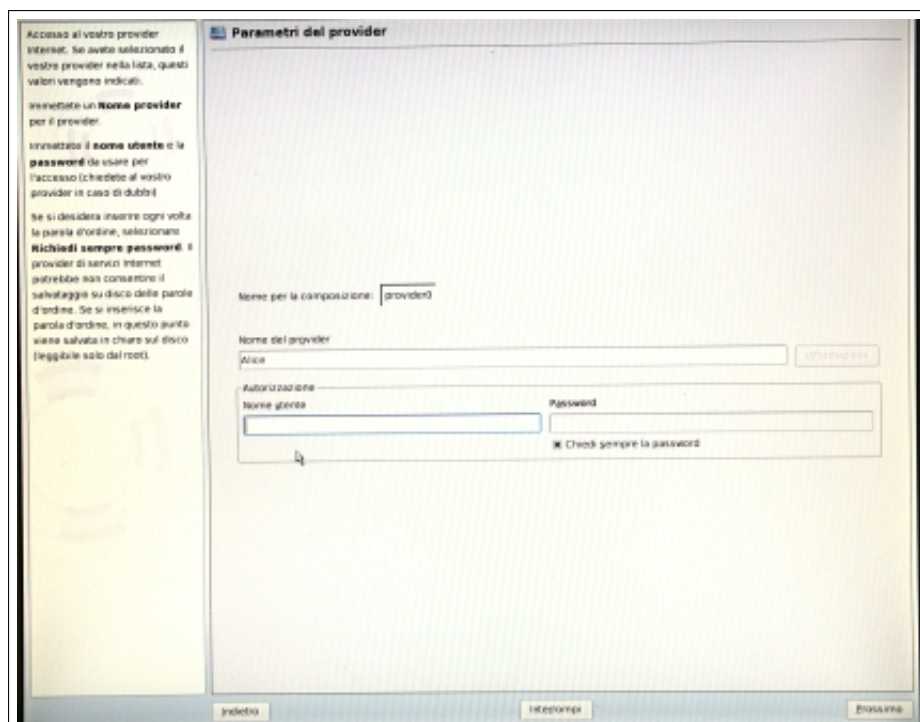 Accesso al vostro provider
Internet. Se avete selezionato il
vostro provider nella lista, questi
valori vengono indicati.
Immettete un Nome provider
per il provider.
Immettete il nome utente e la
password da usare per
l'accesso (chiedete al vostro
provider in caso di dubbi)
Se si desidera inserire ogni volta
la parola d'ordine, selezionare
Richiedi sempre password. Il
provider di servizi Internet
potrebbe non consentire il
salvataggio su disco delle parole
d'ordine. Se si inserisce la
parola d'ordine, in questo punto
viene salvata in chiaro sul disco
(leggibile solo dal root).
Parametri del provider
Nome per la composizione: provider0
Nome del provider
Alice
Informazioni
Autorizzazione
Nome utente Password
Chiedi sempre la password
Indietro Interrompi Prossimo